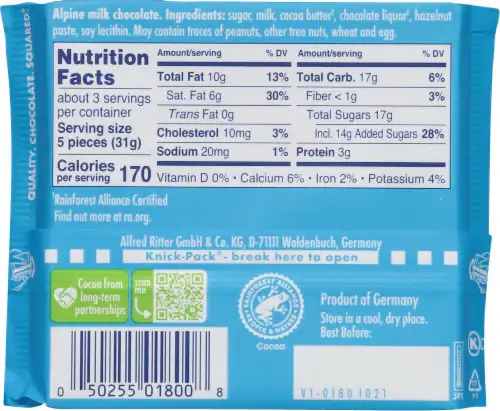 Alpine milk chocolate. Ingredients: sugar, milk, cocoa butter¹, chocolate liquor¹, hazelnut
paste, soy lecithin. May contain traces of peanuts, other tree nuts, wheat and egg.
QUALITY. CHOCOLATE. SQUARED.®
Nutrition
Facts
about 3 servings
per container
Serving size
5 pieces (31g)
Calories
per serving 170
Amount/serving % DV
Total Fat 10g 13%
Sat. Fat 6g 30%
Trans Fat 0g
Cholesterol 10mg 3%
Sodium 20mg 1%
Amount/serving % DV
Total Carb. 17g 6%
Fiber < 1g 3%
Total Sugars 17g
Incl. 14g Added Sugars 28%
Protein 3g
Vitamin D 0% • Calcium 6% • Iron 2% • Potassium 4%
¹Rainforest Alliance Certified
Find out more at ra.org.
Alfred Ritter GmbH & Co. KG, D-71111 Waldenbuch, Germany
Knick-Pack® - break here to open
Cocoa from
long-term
partnerships
scan
me
RAINFOREST ALLIANCE
PEOPLE & NATURE
Cocoa
Product of Germany
Store in a cool, dry place.
Best Before:
K
0 50255 01800 8
V1-0180 1021